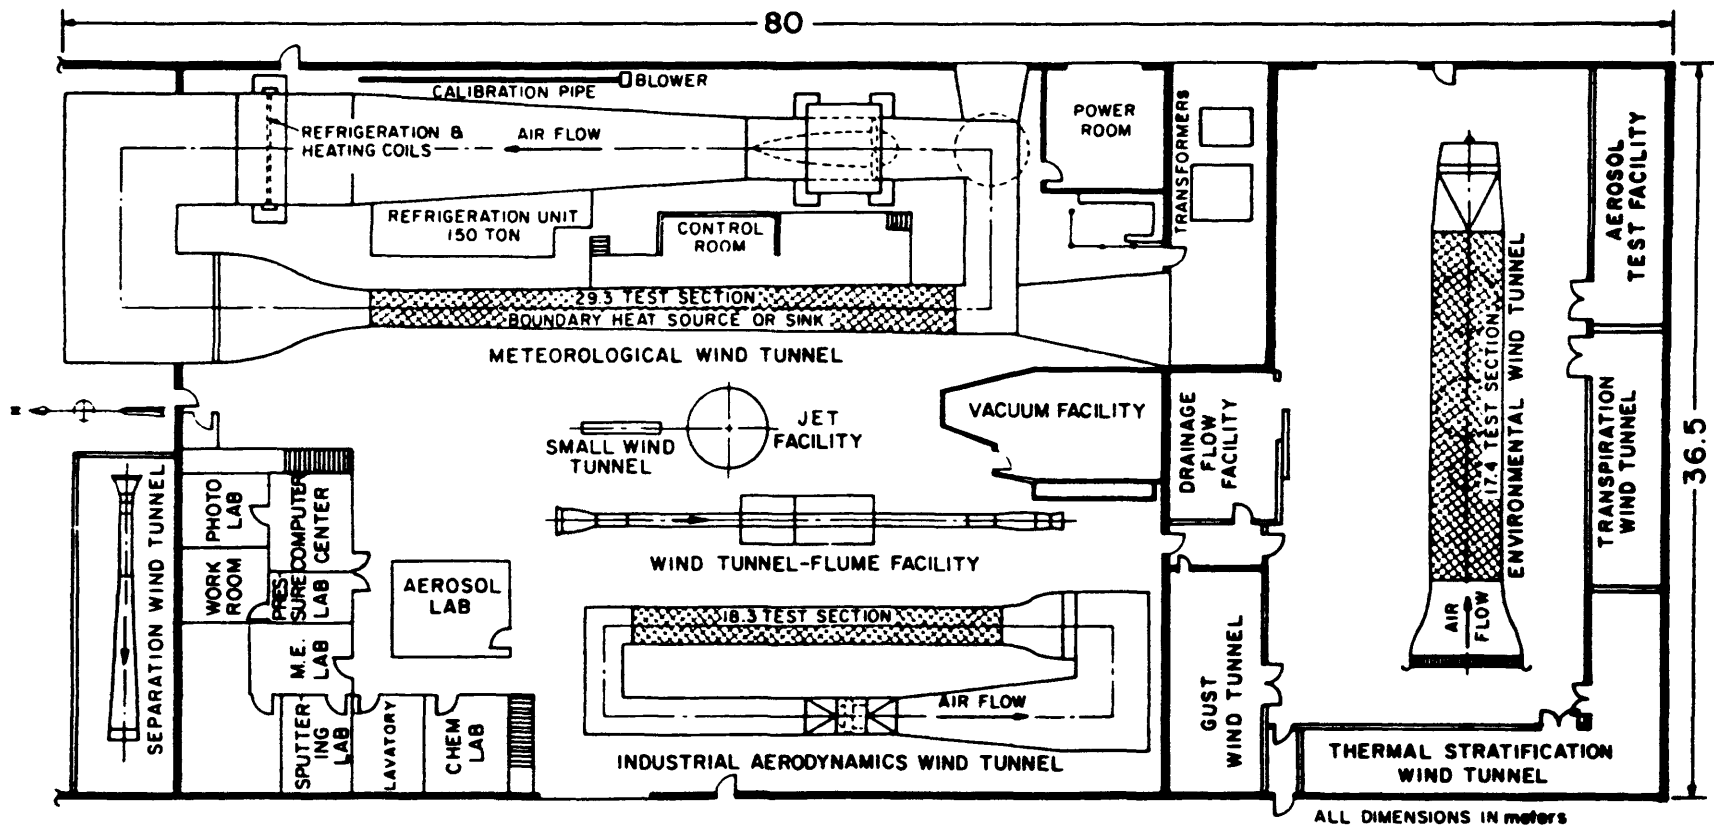 80
BLOWER
CALIBRATION PIPE
REFRIGERATION &
HEATING COILS
AIR FLOW
POWER
ROOM
TRANSFORMERS
AEROSOL
TEST FACILITY
REFRIGERATION UNIT
150 TON
CONTROL
ROOM
29.3 TEST SECTION
BOUNDARY HEAT SOURCE OR SINK
METEOROLOGICAL WIND TUNNEL
17.4 TEST SECTION
ENVIRONMENTAL WIND TUNNEL
36.5
N
JET
FACILITY
SMALL WIND
TUNNEL
VACUUM FACILITY
DRAINAGE
FLOW
FACILITY
TRANSPIRATION
WIND TUNNEL
SEPARATION WIND TUNNEL
PHOTO
LAB
COMPUTER
CENTER
WORK
ROOM
PRES-
SURE
LAB
AEROSOL
LAB
WIND TUNNEL-FLUME FACILITY
18.3 TEST SECTION
AIR
FLOW
M.E.
LAB
GUST
WIND TUNNEL
AIR FLOW
SPUTTER-
ING
LAB
LAVATORY
CHEM
LAB
INDUSTRIAL AERODYNAMICS WIND TUNNEL
THERMAL STRATIFICATION
WIND TUNNEL
ALL DIMENSIONS IN meters